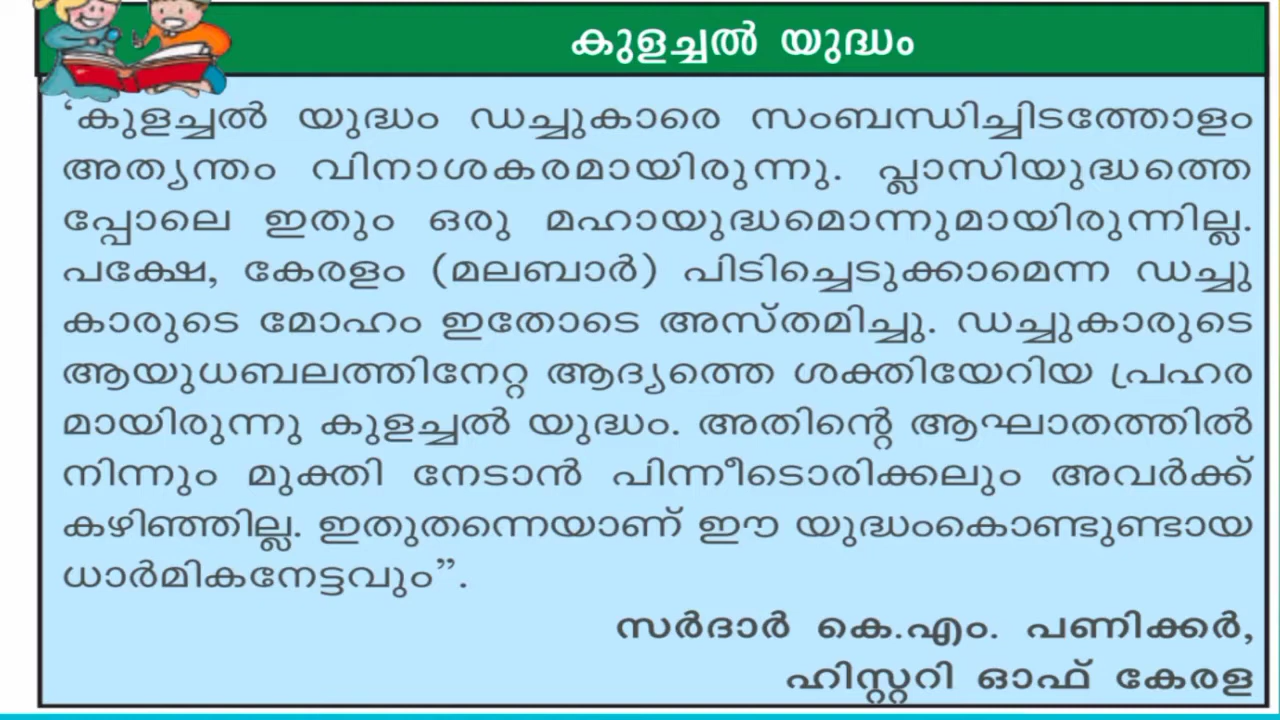 കുളച്ചൽ യുദ്ധം
‘കുളച്ചൽ യുദ്ധം ഡച്ചുകാരെ സംബന്ധിച്ചിടത്തോളം
അത്യന്തം വിനാശകരമായിരുന്നു. പ്ലാസിയുദ്ധത്തെ
പ്പോലെ ഇതും ഒരു മഹായുദ്ധമൊന്നുമായിരുന്നില്ല.
പക്ഷേ, കേരളം (മലബാർ) പിടിച്ചെടുക്കാമെന്ന ഡച്ചു
കാരുടെ മോഹം ഇതോടെ അസ്തമിച്ചു. ഡച്ചുകാരുടെ
ആയുധബലത്തിനേറ്റ ആദ്യത്തെ ശക്തിയേറിയ പ്രഹര
മായിരുന്നു കുളച്ചൽ യുദ്ധം. അതിന്റെ ആഘാതത്തിൽ
നിന്നും മുക്തി നേടാൻ പിന്നീടൊരിക്കലും അവർക്ക്
കഴിഞ്ഞില്ല. ഇതുതന്നെയാണ് ഈ യുദ്ധംകൊണ്ടുണ്ടായ
ധാർമികനേട്ടവും”.
സർദാർ കെ.എം. പണിക്കർ,
ഹിസ്റ്ററി ഓഫ് കേരള